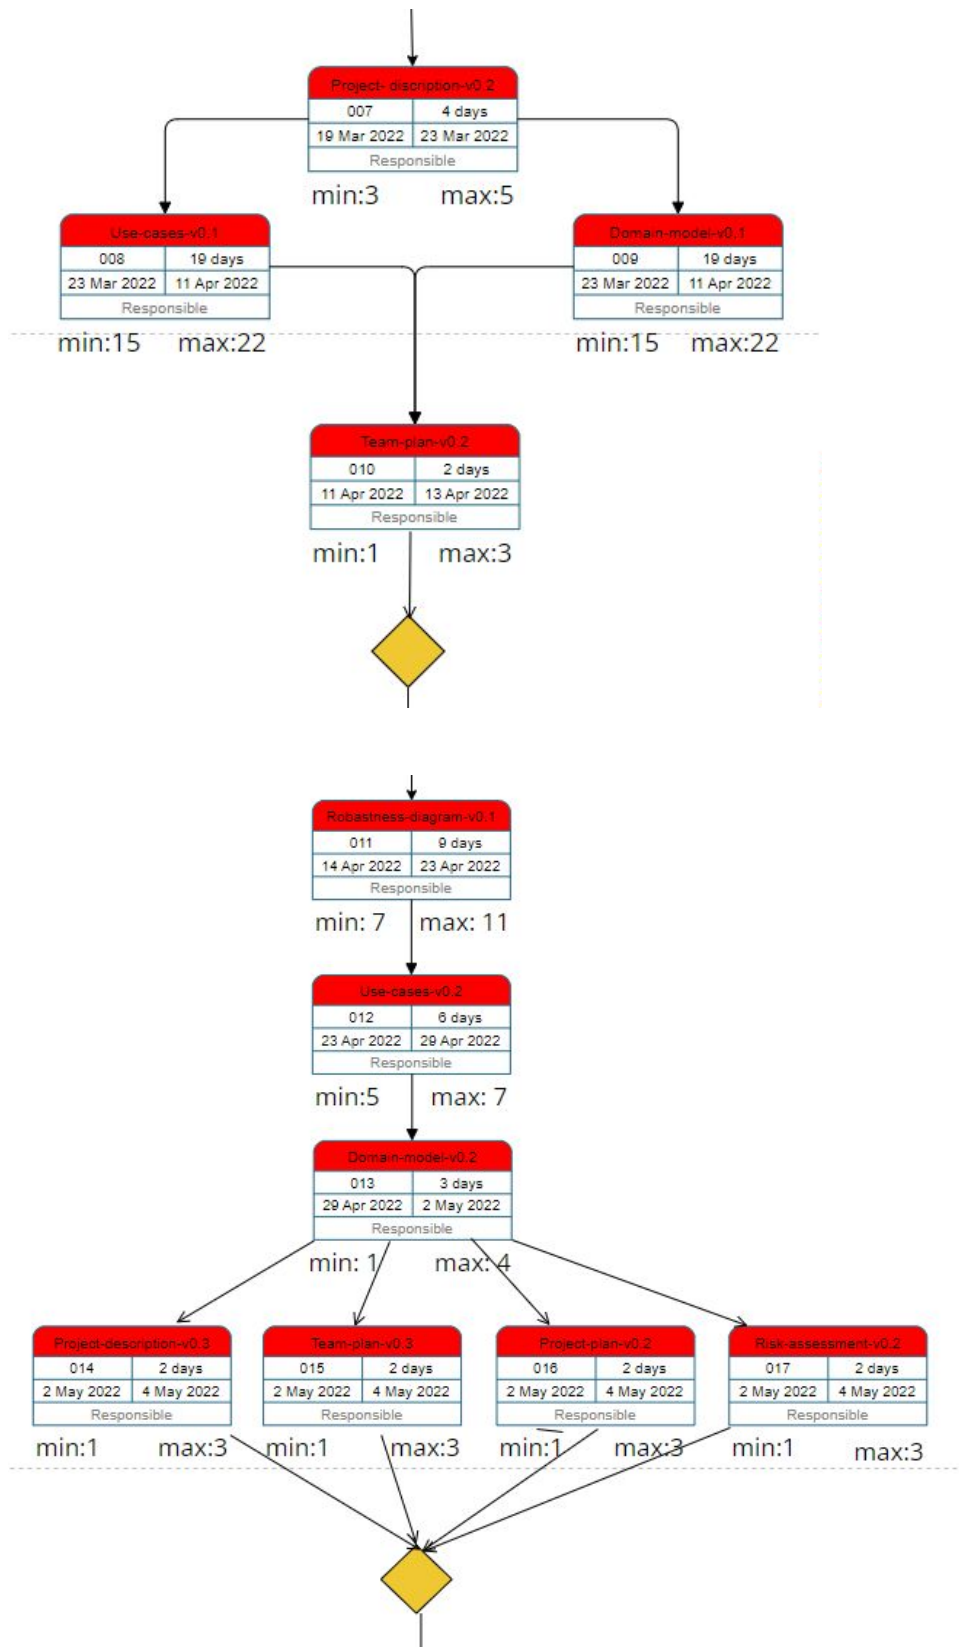 Project- discription-v0.2
007 4 days
19 Mar 2022 23 Mar 2022
Responsible
min:3 max:5
Use-cases-v0.1
008 19 days
23 Mar 2022 11 Apr 2022
Responsible
min:15 max:22
Domain-model-v0.1
009 19 days
23 Mar 2022 11 Apr 2022
Responsible
min:15 max:22
Team-plan-v0.2
010 2 days
11 Apr 2022 13 Apr 2022
Responsible
min:1 max:3
Robastness-diagram-v0.1
011 9 days
14 Apr 2022 23 Apr 2022
Responsible
min: 7 max: 11
Use-cases-v0.2
012 6 days
23 Apr 2022 29 Apr 2022
Responsible
min:5 max: 7
Domain-model-v0.2
013 3 days
29 Apr 2022 2 May 2022
Responsible
min: 1 max: 4
Project-description-v0.3
014 2 days
2 May 2022 4 May 2022
Responsible
min:1 max:3
Team-plan-v0.3
015 2 days
2 May 2022 4 May 2022
Responsible
min:1 max:3
Project-plan-v0.2
016 2 days
2 May 2022 4 May 2022
Responsible
min:1 max:3
Risk-assessment-v0.2
017 2 days
2 May 2022 4 May 2022
Responsible
min:1 max:3